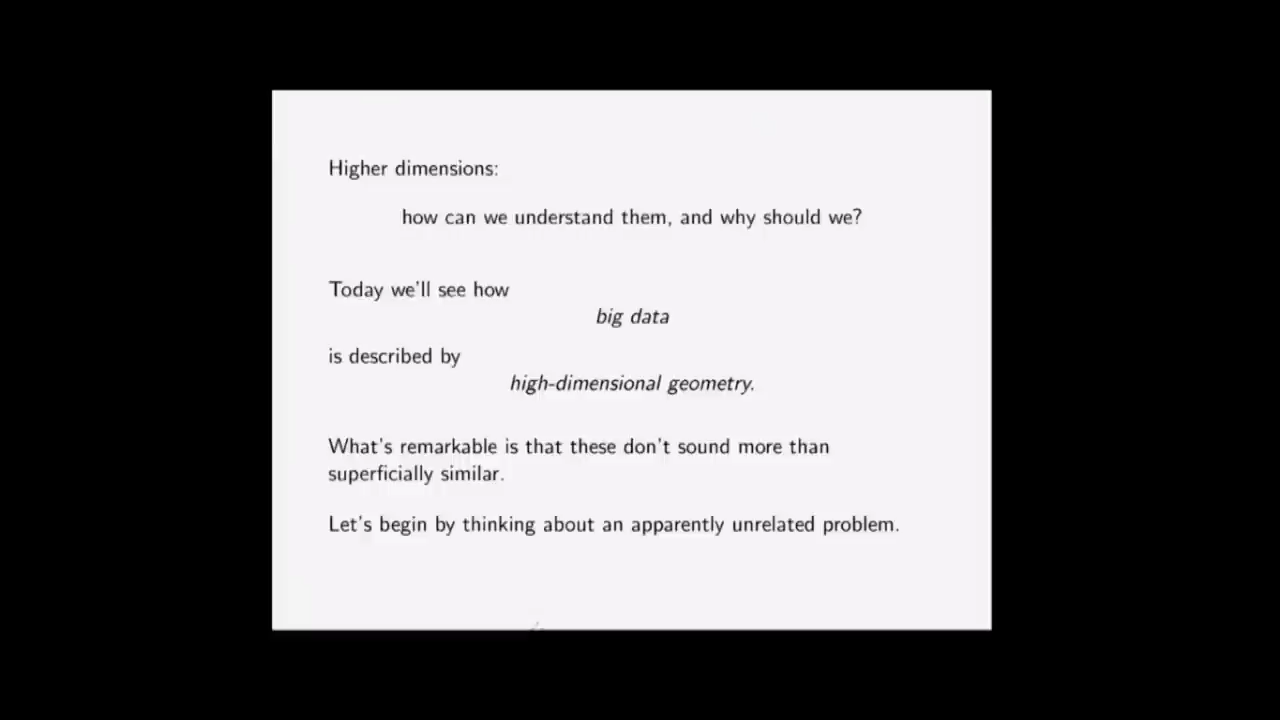 Higher dimensions:
how can we understand them, and why should we?
Today we'll see how
big data
is described by
high-dimensional geometry.
What's remarkable is that these don't sound more than
superficially similar.
Let's begin by thinking about an apparently unrelated problem.